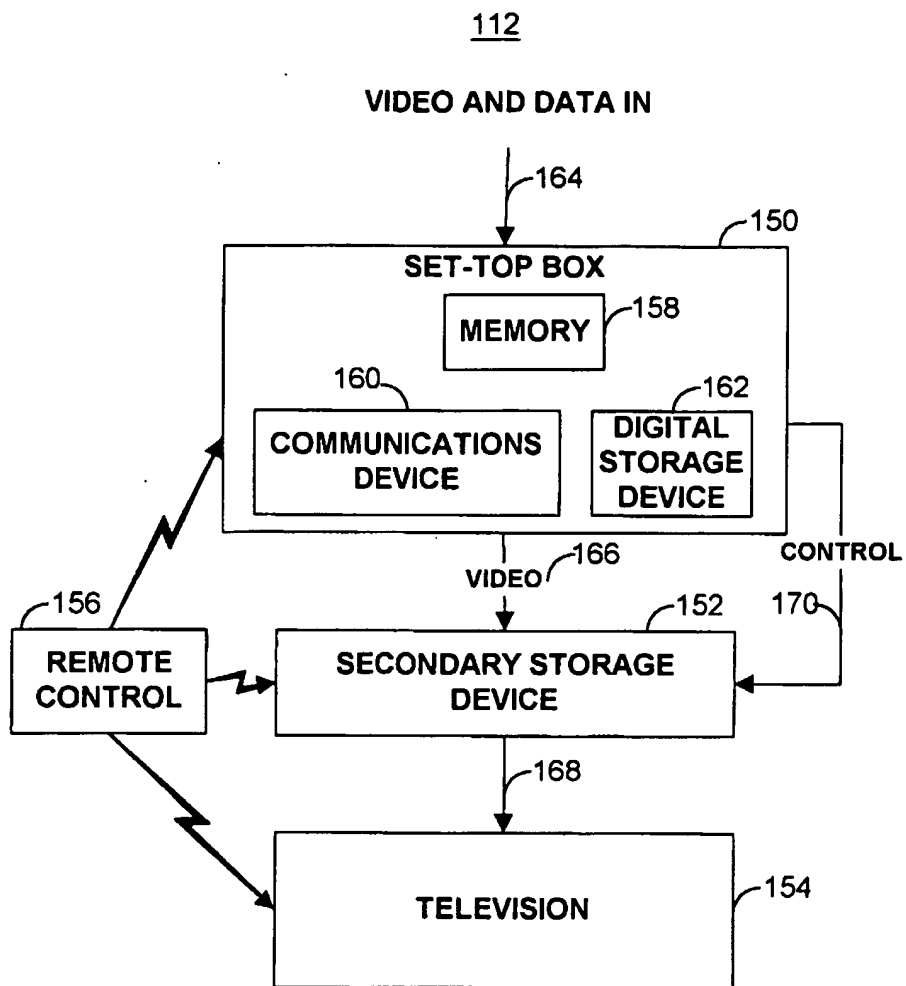 112
VIDEO AND DATA IN
164
150
SET-TOP BOX
MEMORY
158
160
162
COMMUNICATIONS
DEVICE
DIGITAL
STORAGE
DEVICE
VIDEO
166
CONTROL
156
152
170
REMOTE
CONTROL
SECONDARY STORAGE
DEVICE
168
TELEVISION
154